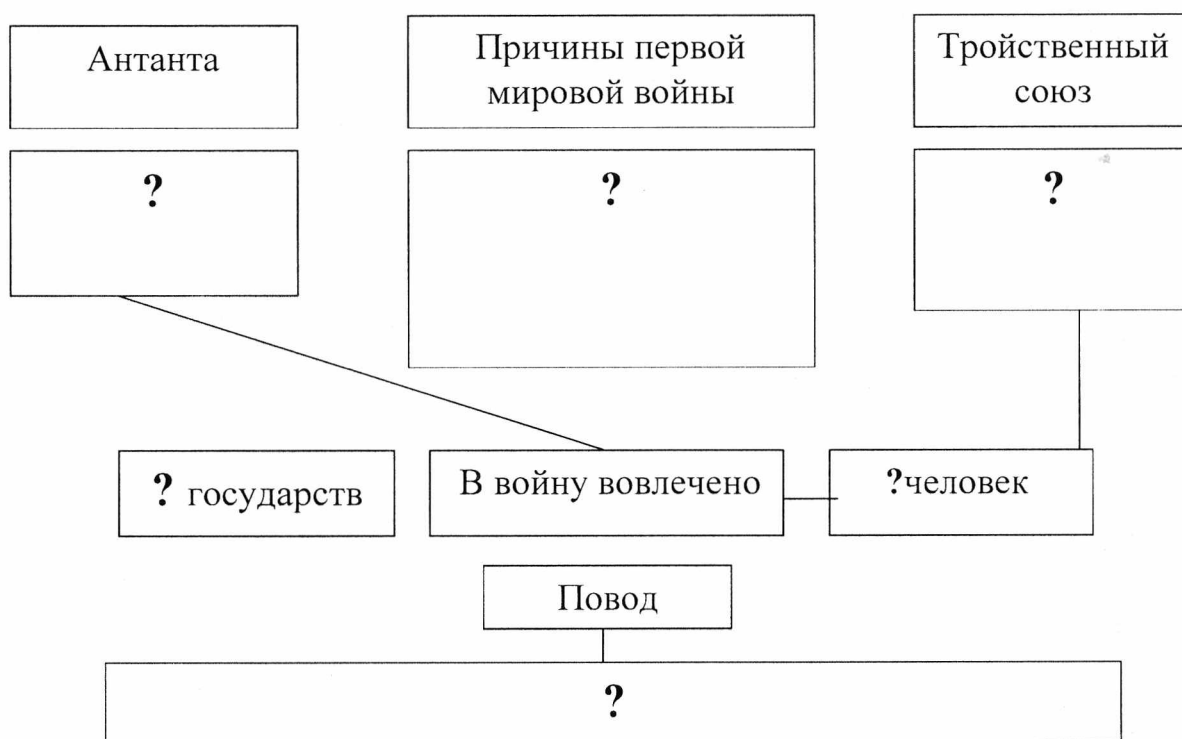 Антанта
Причины первой
мировой войны
Тройственный
союз
?
?
?
? государств
В войну вовлечено
?человек
Повод
?